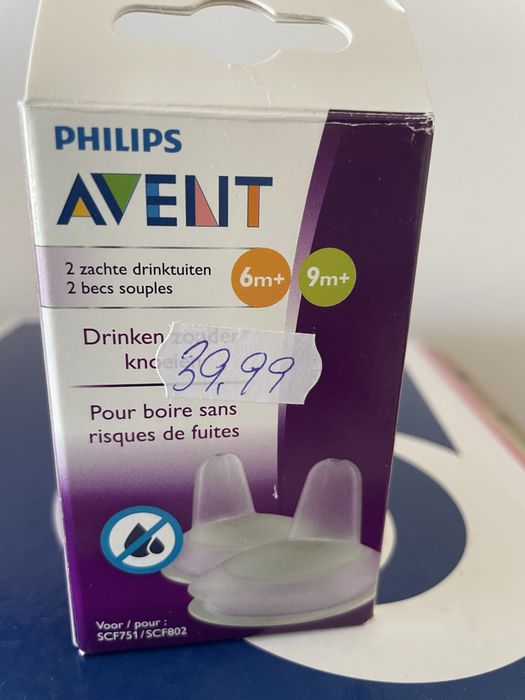 PHILIPS
AVENT
2 zachte drinktuiten
2 becs souples
6m+ 9m+
Drinken zonder
39,99
Pour boire sans
risques de fuites
Voor / pour :
SCF751/SCF802